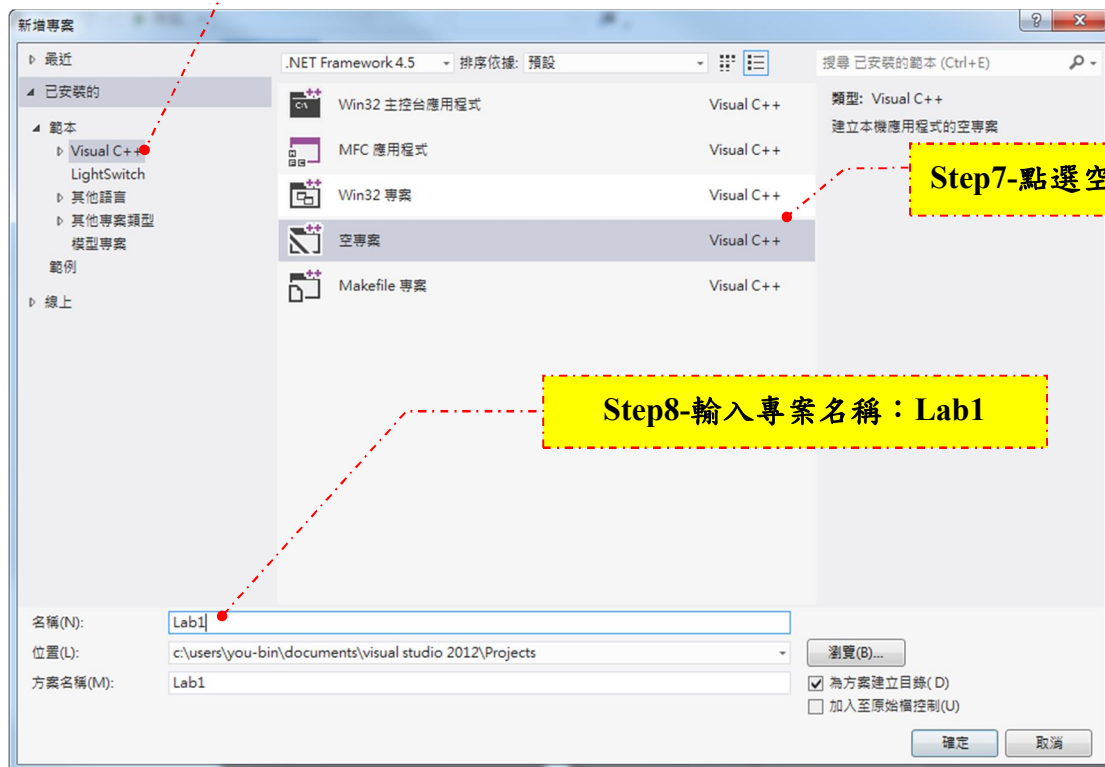 新增專案
最近
.NET Framework 4.5 排序依據: 預設
搜尋 已安裝的範本 (Ctrl+E)
已安裝的
範本
Visual C++
LightSwitch
其他語言
其他專案類型
模型專案
範例
線上
Win32 主控台應用程式 Visual C++
MFC 應用程式 Visual C++
Win32 專案 Visual C++
空專案 Visual C++
Makefile 專案 Visual C++
類型: Visual C++
建立本機應用程式的空專案
Step7-點選空
Step8-輸入專案名稱：Lab1
名稱(N): Lab1
位置(L): c:\users\you-bin\documents\visual studio 2012\Projects 瀏覽(B)...
方案名稱(M): Lab1
為方案建立目錄( D)
加入至原始檔控制(U)
確定 取消